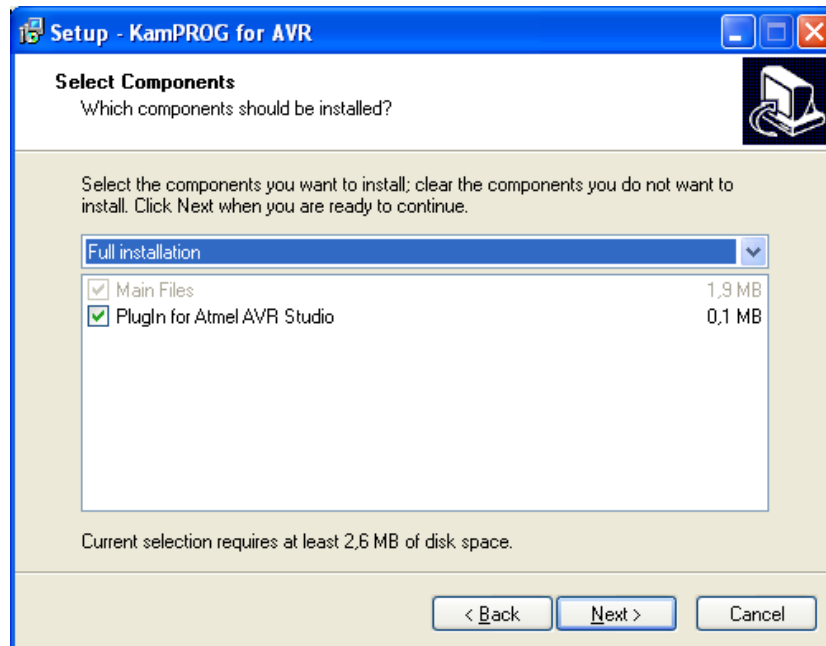 Setup - KamPROG for AVR
Select Components
Which components should be installed?
Select the components you want to install; clear the components you do not want to
install. Click Next when you are ready to continue.
Full installation
Main Files 1,9 MB
PlugIn for Atmel AVR Studio 0,1 MB
Current selection requires at least 2,6 MB of disk space.
< Back Next > Cancel